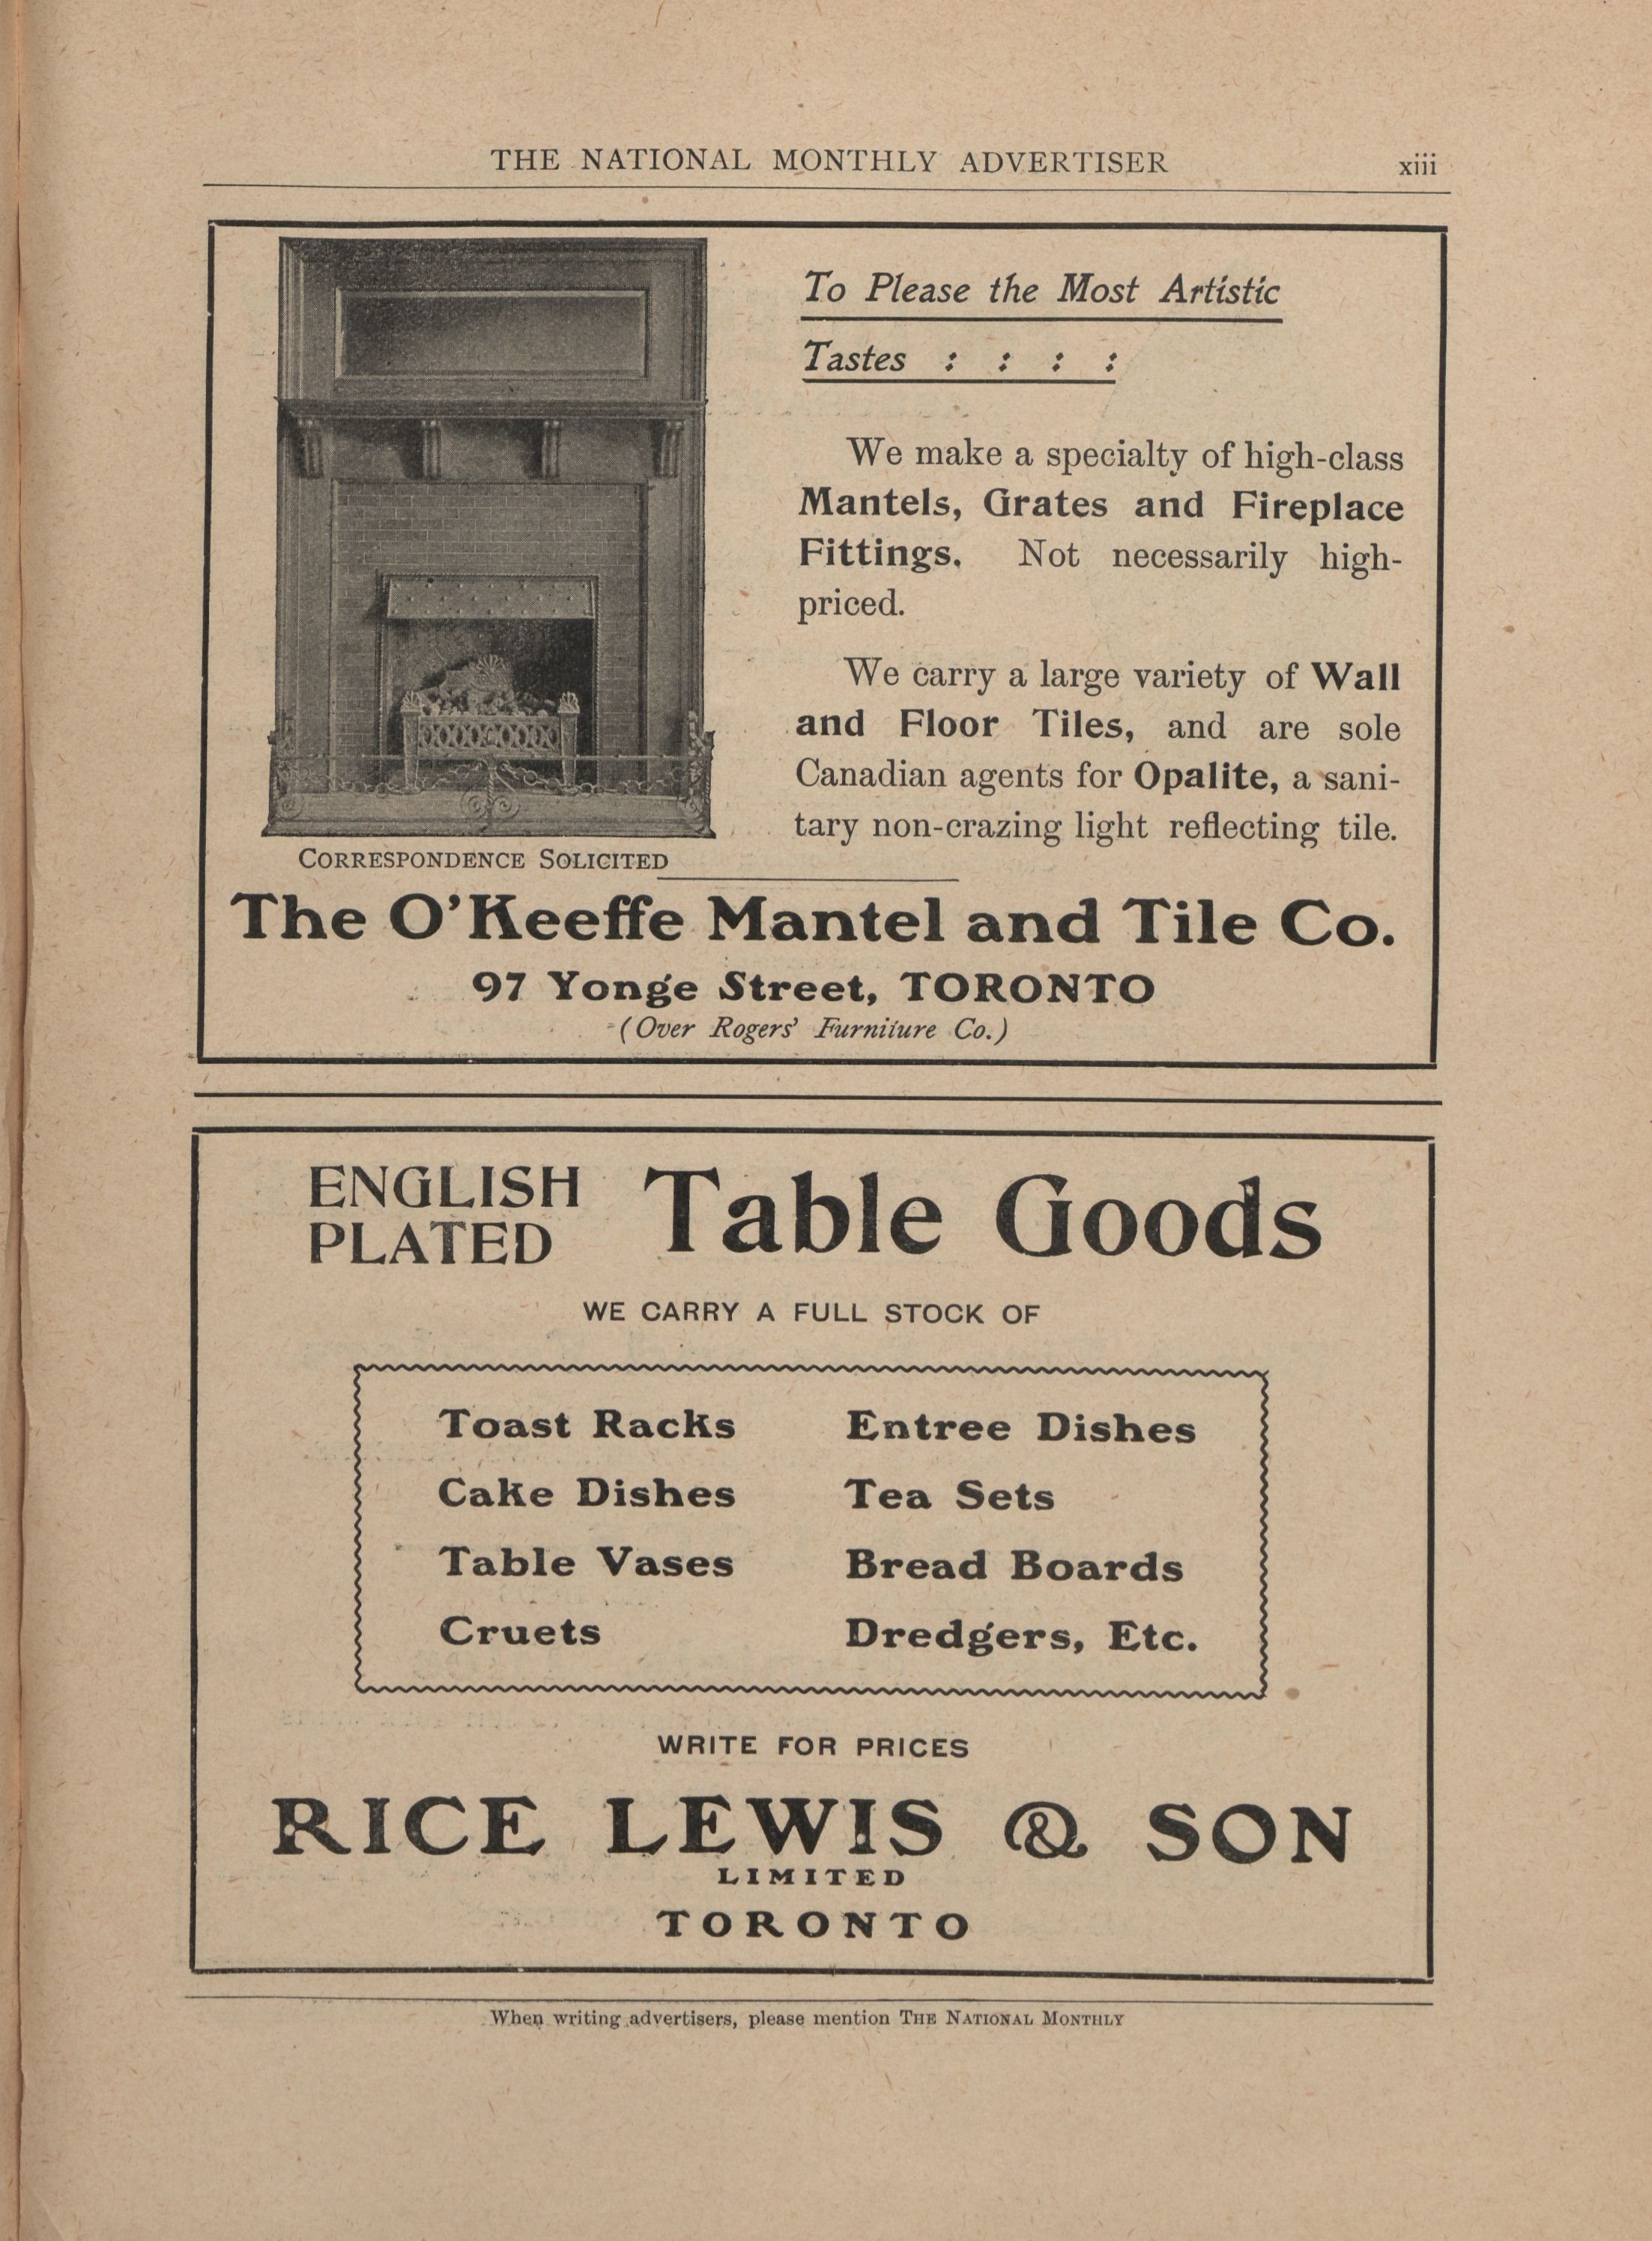 THE NATIONAL MONTHLY ADVERTISER xiii
To Please the Most Artistic
Tastes : : : :
We make a specialty of high-class
Mantels, Grates and Fireplace
Fittings. Not necessarily high-
priced.
We carry a large variety of Wall
and Floor Tiles, and are sole
Canadian agents for Opalite, a sani-
tary non-crazing light reflecting tile.
CORRESPONDENCE SOLICITED
The O'Keeffe Mantel and Tile Co.
97 Yonge Street, TORONTO
(Over Rogers' Furniture Co.)
ENGLISH
PLATED
Table Goods
WE CARRY A FULL STOCK OF
Toast Racks
Cake Dishes
Table Vases
Cruets
Entree Dishes
Tea Sets
Bread Boards
Dredgers, Etc.
WRITE FOR PRICES
RICE LEWIS & SON
LIMITED
TORONTO
When writing advertisers, please mention THE NATIONAL MONTHLY